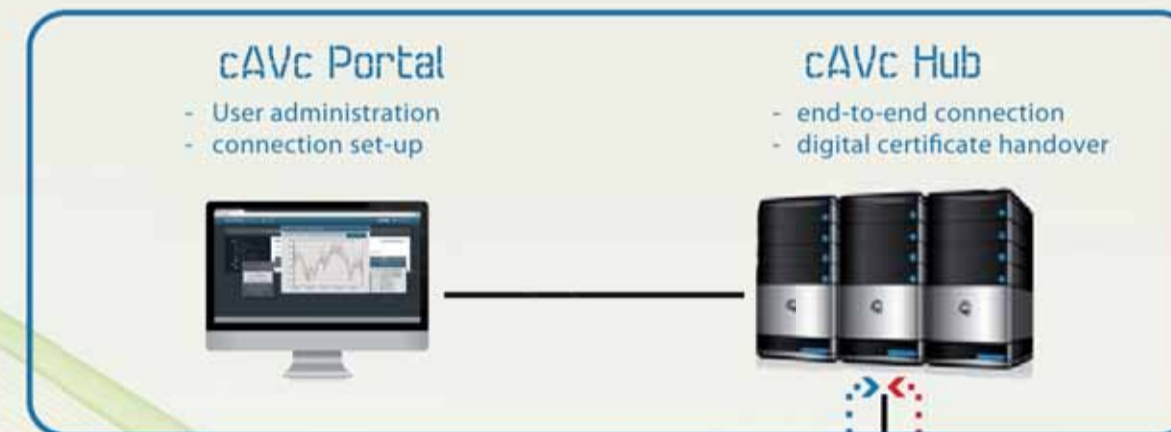 cAVc Portal
- User administration
- connection set-up
cAVc Hub
- end-to-end connection
- digital certificate handover